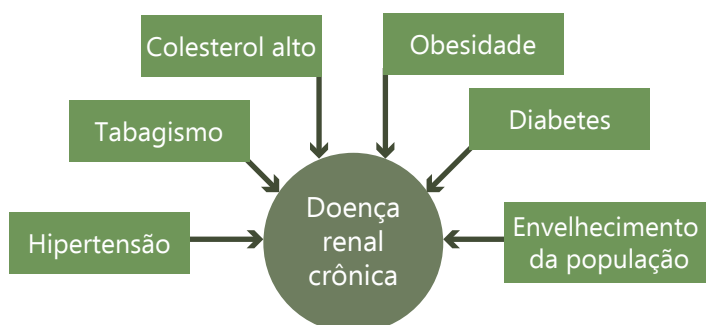 Colesterol alto
Obesidade
Tabagismo
Diabetes
Hipertensão
Doença
renal
crônica
Envelhecimento
da população